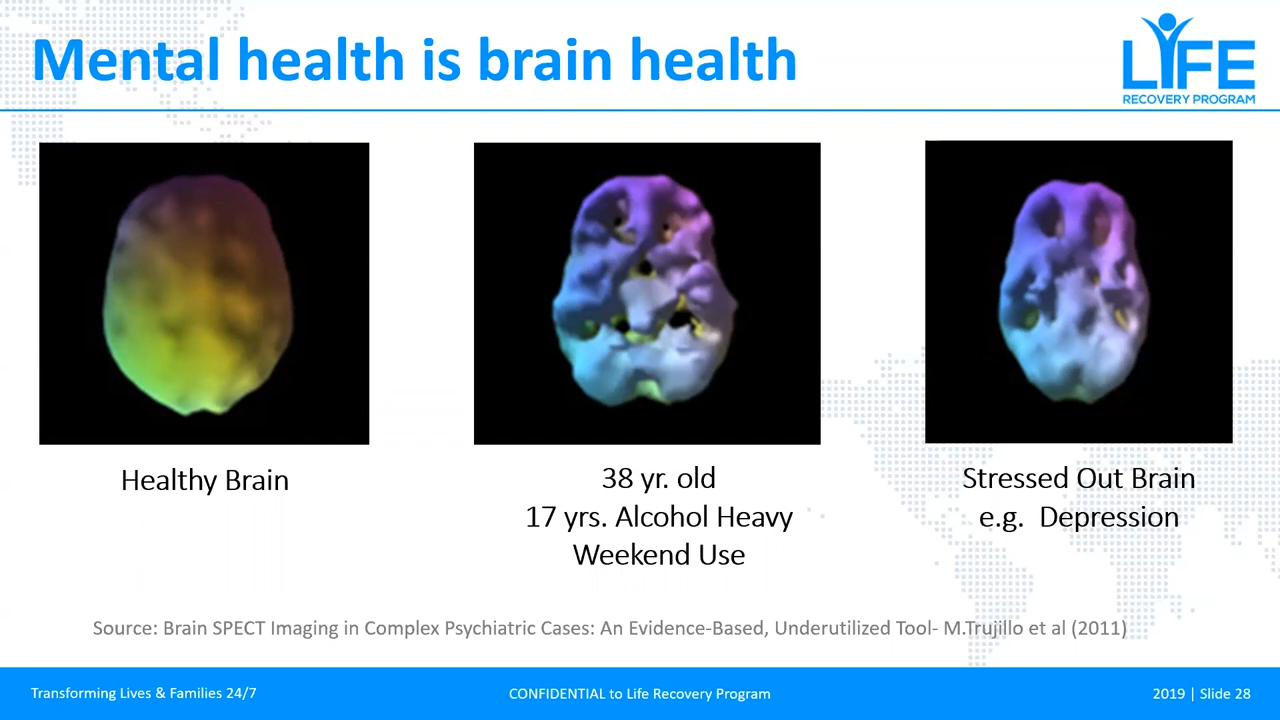 Mental health is brain health
LIFE
RECOVERY PROGRAM
Healthy Brain
38 yr. old
17 yrs. Alcohol Heavy
Weekend Use
Stressed Out Brain
e.g. Depression
Source: Brain SPECT Imaging in Complex Psychiatric Cases: An Evidence-Based, Underutilized Tool- M.Trujillo et al (2011)
Transforming Lives & Families 24/7
CONFIDENTIAL to Life Recovery Program
2019 | Slide 28